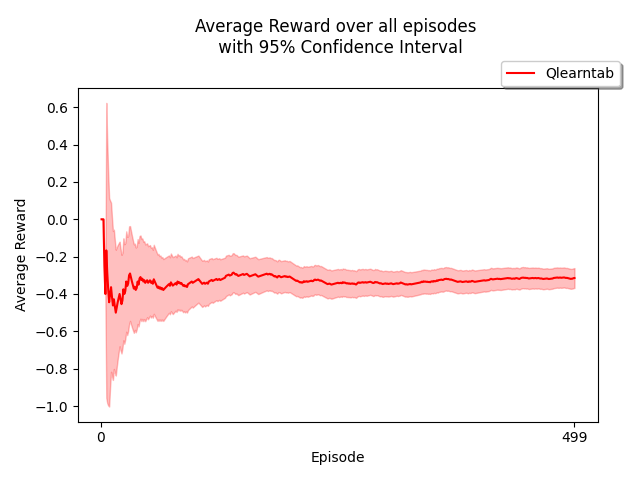 Average Reward over all episodes
with 95% Confidence Interval
Qlearntab
0.6
0.4
0.2
0.0
−0.2
−0.4
−0.6
−0.8
−1.0
Average Reward
0
499
Episode